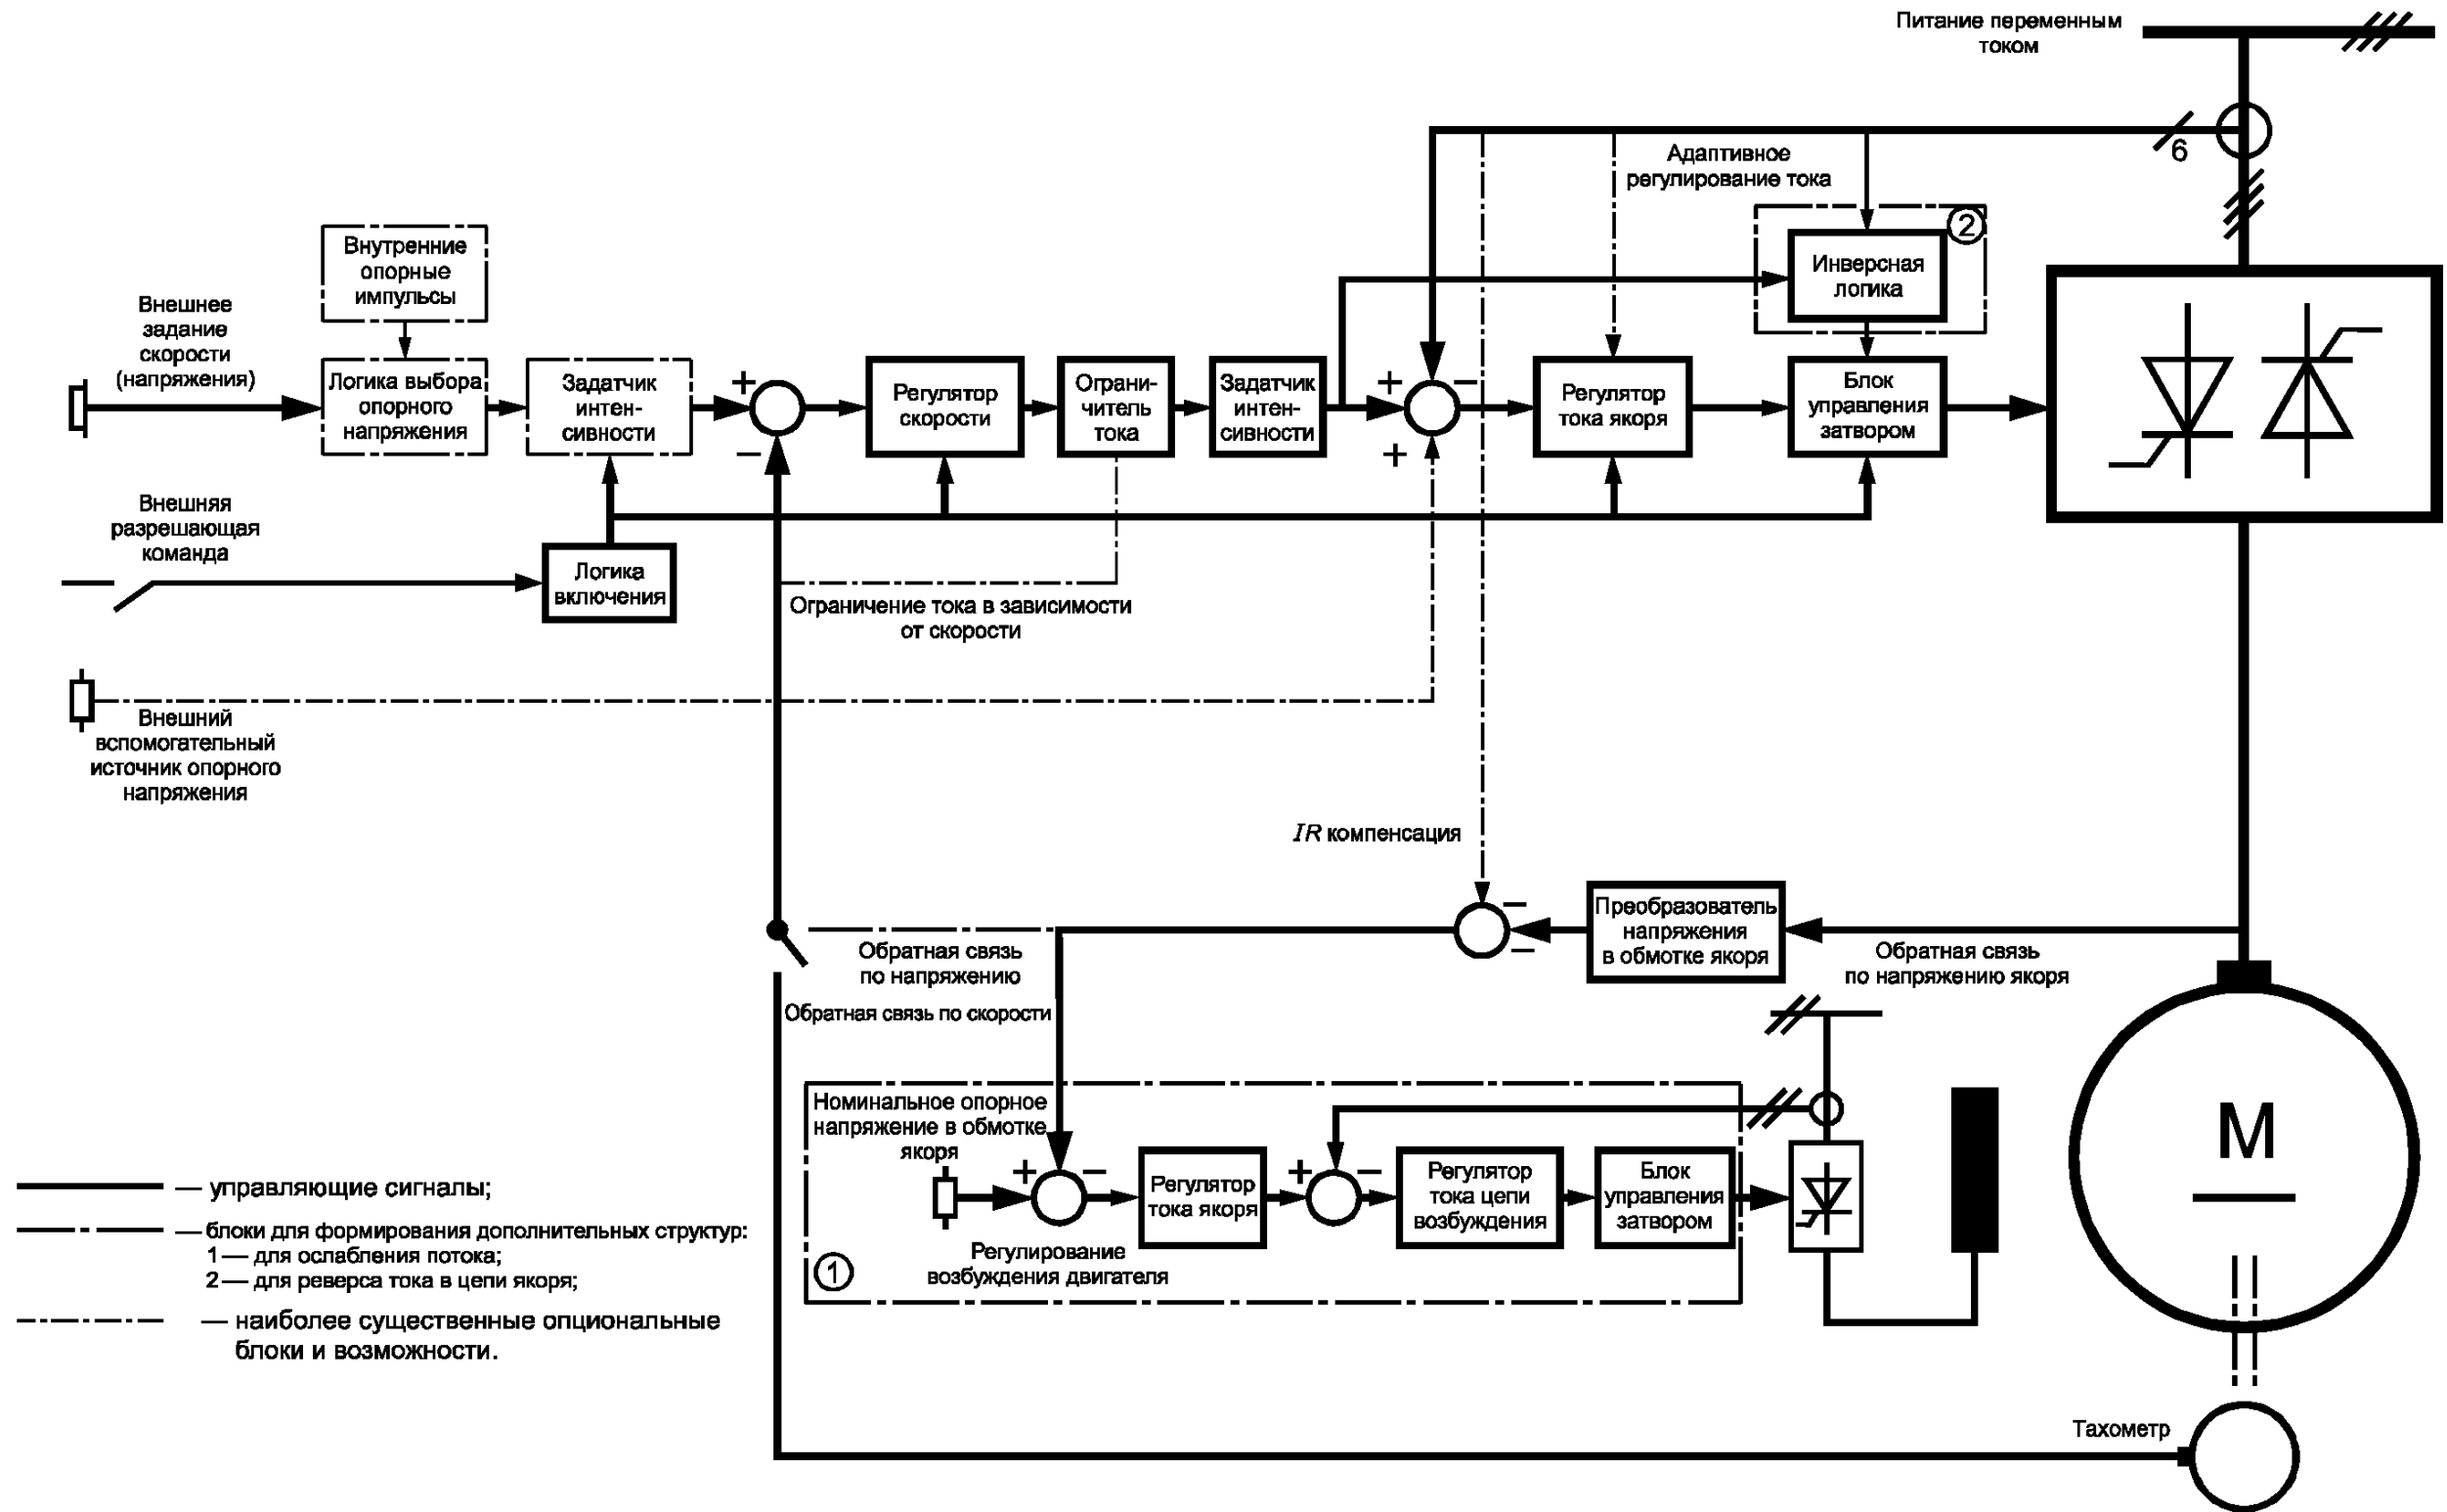 Питание переменным
током
6
Адаптивное
регулирование тока
2
Инверсная
логика
Внутренние
опорные
импульсы
Внешнее
задание
скорости
(напряжения)
Логика выбора
опорного
напряжения
Задатчик
интен-
сивности
+
–
Регулятор
скорости
Ограни-
читель
тока
Задатчик
интен-
сивности
+
–
+
Регулятор
тока якоря
Блок
управления
затвором
Внешняя
разрешающая
команда
Логика
включения
Ограничение тока в зависимости
от скорости
Внешний
вспомогательный
источник опорного
напряжения
IR компенсация
–
–
Преобразователь
напряжения
в обмотке якоря
Обратная связь
по напряжению якоря
Обратная связь
по напряжению
Обратная связь по скорости
Номинальное опорное
напряжение в обмотке
якоря
+
–
Регулятор
тока якоря
+
–
Регулятор
тока цепи
возбуждения
Блок
управления
затвором
Регулирование
возбуждения двигателя
1
М
Тахометр
— управляющие сигналы;
— блоки для формирования дополнительных структур:
1 — для ослабления потока;
2 — для реверса тока в цепи якоря;
— наиболее существенные опциональные
блоки и возможности.